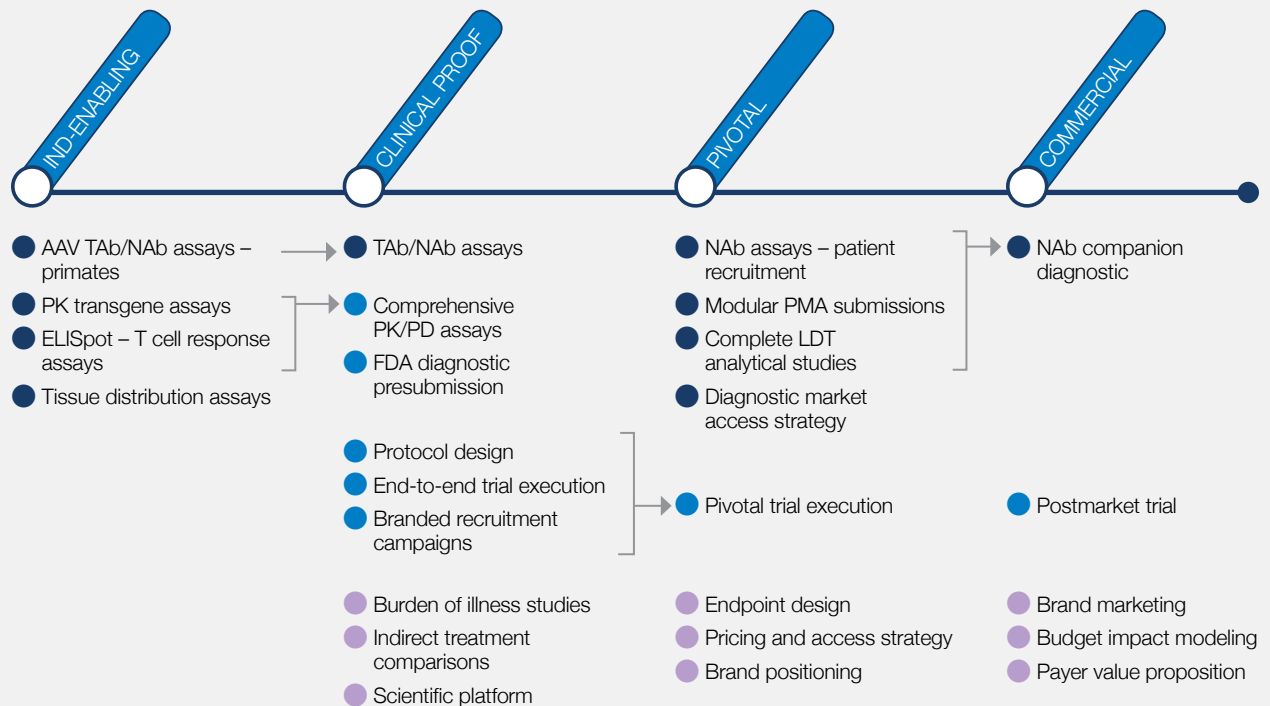 IND-ENABLING
CLINICAL PROOF
PIVOTAL
COMMERCIAL
AAV TAb/NAb assays –
primates
PK transgene assays
ELISpot – T cell response
assays
Tissue distribution assays
TAb/NAb assays
Comprehensive
PK/PD assays
FDA diagnostic
presubmission
Protocol design
End-to-end trial execution
Branded recruitment
campaigns
Burden of illness studies
Indirect treatment
comparisons
Scientific platform
NAb assays – patient
recruitment
Modular PMA submissions
Complete LDT
analytical studies
Diagnostic market
access strategy
Pivotal trial execution
Endpoint design
Pricing and access strategy
Brand positioning
NAb companion
diagnostic
Postmarket trial
Brand marketing
Budget impact modeling
Payer value proposition